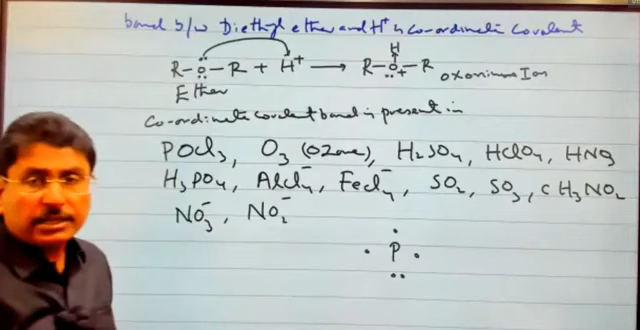 bond b/w Diethyl ether and H⁺ is co-ordinate covalent
H
R - Ö - R + H⁺ ⟶ R - O - R oxonium Ion
+
Ether
Co-ordinate covalent bond is present in
POCl₃, O₃ (Ozone), H₂SO₄, HClO₄, HNO₃
H₃PO₄, AlCl₄⁻, FeCl₄⁻, SO₂, SO₃, CH₃NO₂
NO₃⁻, NO₂⁻
P